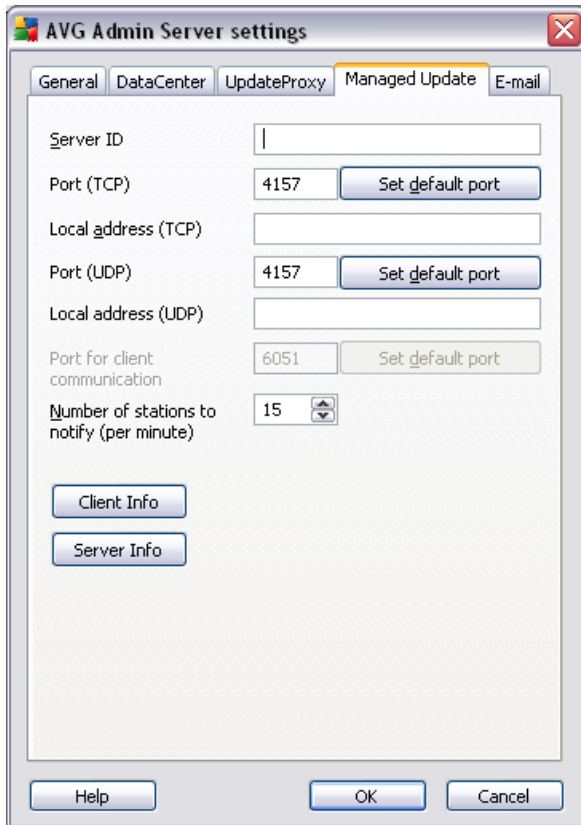 AVG Admin Server settings
General DataCenter UpdateProxy Managed Update E-mail
Server ID
Port (TCP) 4157 Set default port
Local address (TCP)
Port (UDP) 4157 Set default port
Local address (UDP)
Port for client 6051 Set default port
communication
Number of stations to 15
notify (per minute)
Client Info
Server Info
Help OK Cancel